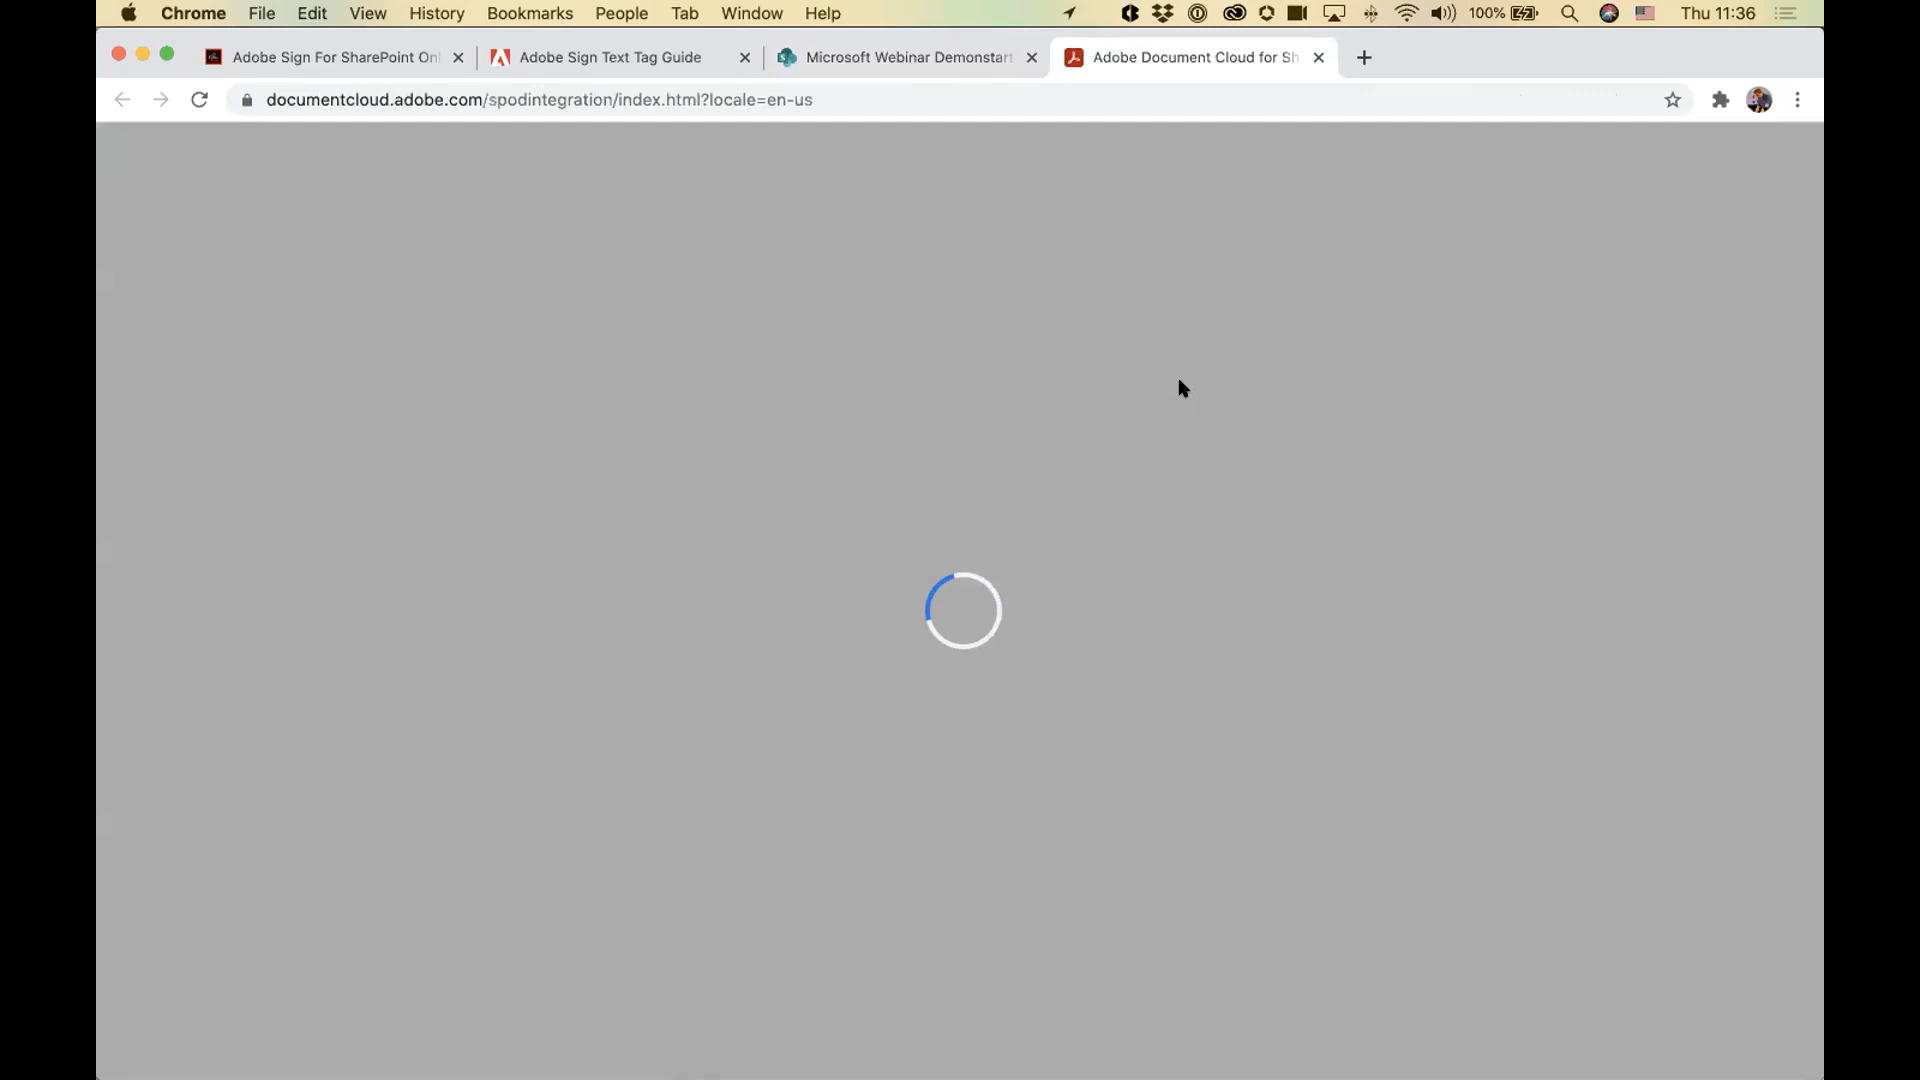 Chrome File Edit View History Bookmarks People Tab Window Help 100% Thu 11:36
Adobe Sign For SharePoint Onl Adobe Sign Text Tag Guide Microsoft Webinar Demonstart Adobe Document Cloud for Sh
documentcloud.adobe.com/spodintegration/index.html?locale=en-us